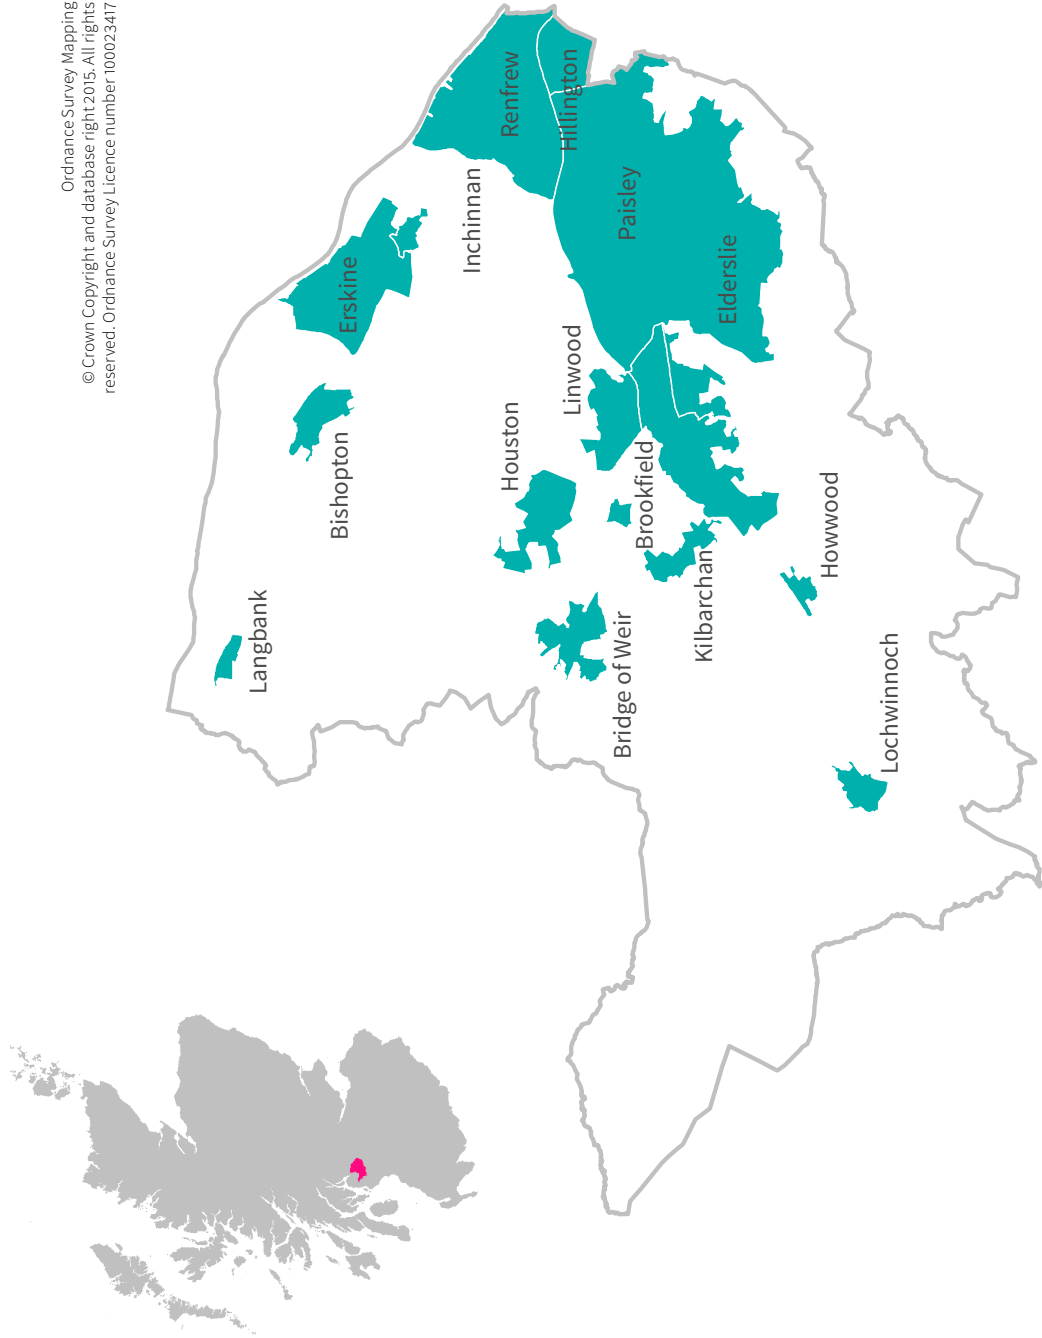 Ordnance Survey Mapping
© Crown Copyright and database right 2015. All rights
reserved. Ordnance Survey Licence number 100023417
Langbank
Bishopton
Erskine
Inchinnan
Renfrew
Hillington
Houston
Linwood
Paisley
Bridge of Weir
Brookfield
Kilbarchan
Elderslie
Howwood
Lochwinnoch